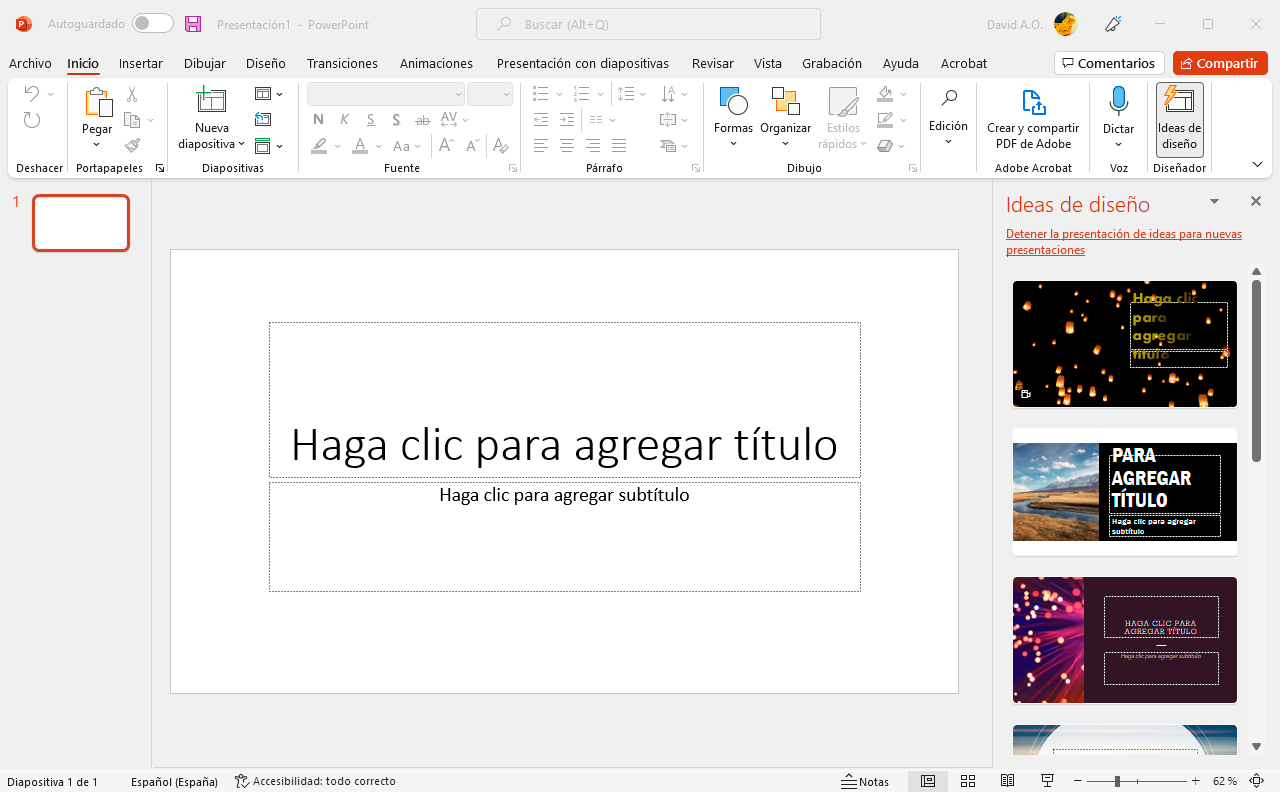 Autoguardado
Presentación1 - PowerPoint
Buscar (Alt+Q)
David A.O.
Archivo Inicio Insertar Dibujar Diseño Transiciones Animaciones Presentación con diapositivas Revisar Vista Grabación Ayuda Acrobat Comentarios Compartir
Pegar
Nueva
diapositiva
N K S S ab AV
A Aa A A A
Formas
Organizar
Estilos
rápidos
Edición
Crear y compartir
PDF de Adobe
Dictar
Ideas de
diseño
Deshacer Portapapeles Diapositivas Fuente Párrafo Dibujo Adobe Acrobat Voz Diseñador
1
Haga clic para agregar título
Haga clic para agregar subtítulo
Ideas de diseño
Detener la presentación de ideas para nuevas
presentaciones
Haga clic
para
agregar
título
PARA
AGREGAR
TÍTULO
Haga clic para agregar
subtítulo
HAGA CLIC PARA
AGREGAR TÍTULO
Haga clic para agregar subtítulo
Diapositiva 1 de 1 Español (España) Accesibilidad: todo correcto Notas 62 %